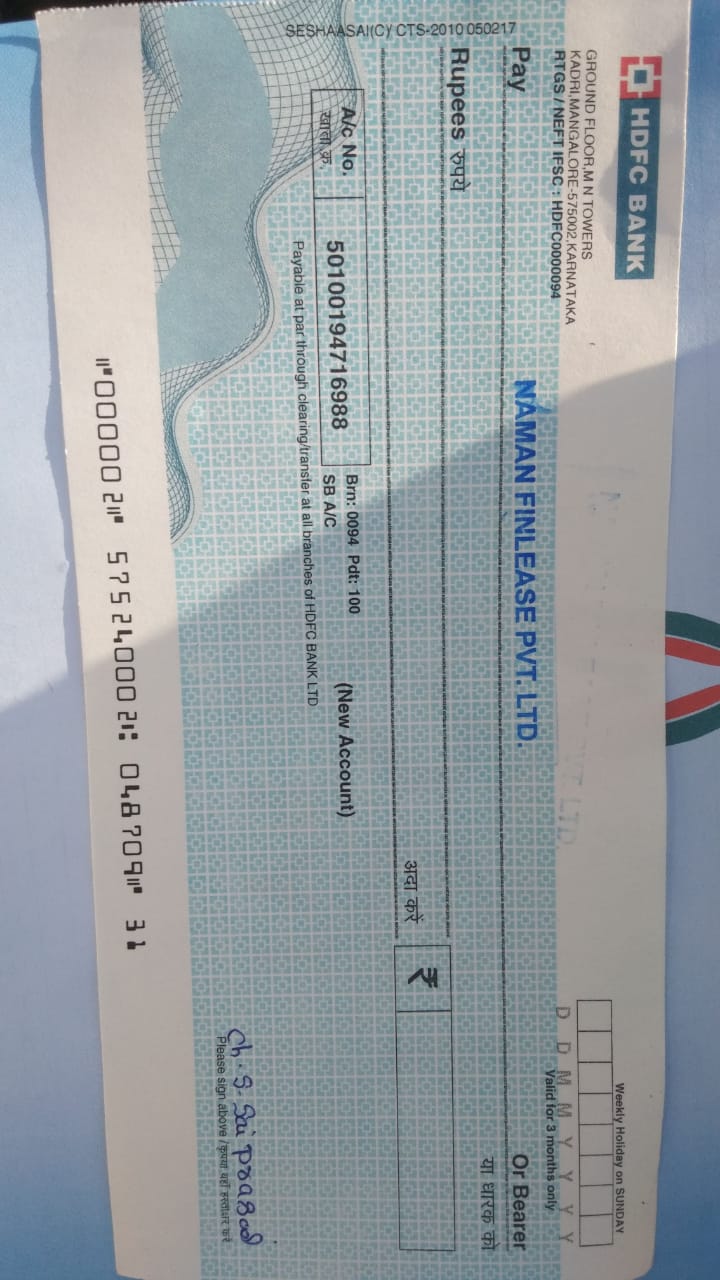 HDFC BANK
GROUND FLOOR,M N TOWERS
KADRI,MANGALORE-575002,KARNATAKA
RTGS / NEFT IFSC : HDFC0000094
Weekly Holiday on SUNDAY
D D M M Y Y Y Y
Valid for 3 months only
PVT. LTD.
Pay NAMAN FINLEASE PVT. LTD. Or Bearer
या धारक को
Rupees रुपये
अदा करें ₹
A/c No. 50100194716988
खाता क्र.
Brn: 0094 Pdt: 100
SB A/C
(New Account)
Payable at par through clearing/transfer at all branches of HDFC BANK LTD
SESHAASAI(C) CTS-2010 050217
Ch. S. Sai Prasad
Please sign above / कृपया यहाँ हस्ताक्षर करें
⑈000002⑈ 575240002⑆ 048709⑈ 31